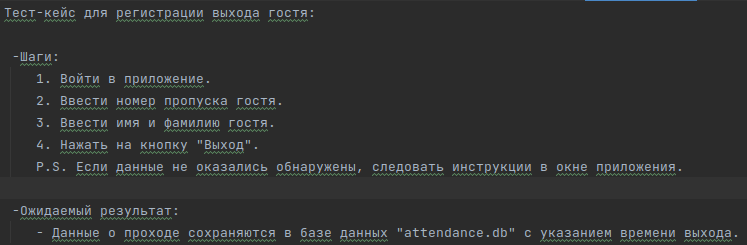 Тест-кейс для регистрации выхода гостя:
-Шаги:
1. Войти в приложение.
2. Ввести номер пропуска гостя.
3. Ввести имя и фамилию гостя.
4. Нажать на кнопку "Выход".
P.S. Если данные не оказались обнаружены, следовать инструкции в окне приложения.
-Ожидаемый результат:
- Данные о проходе сохраняются в базе данных "attendance.db" с указанием времени выхода.